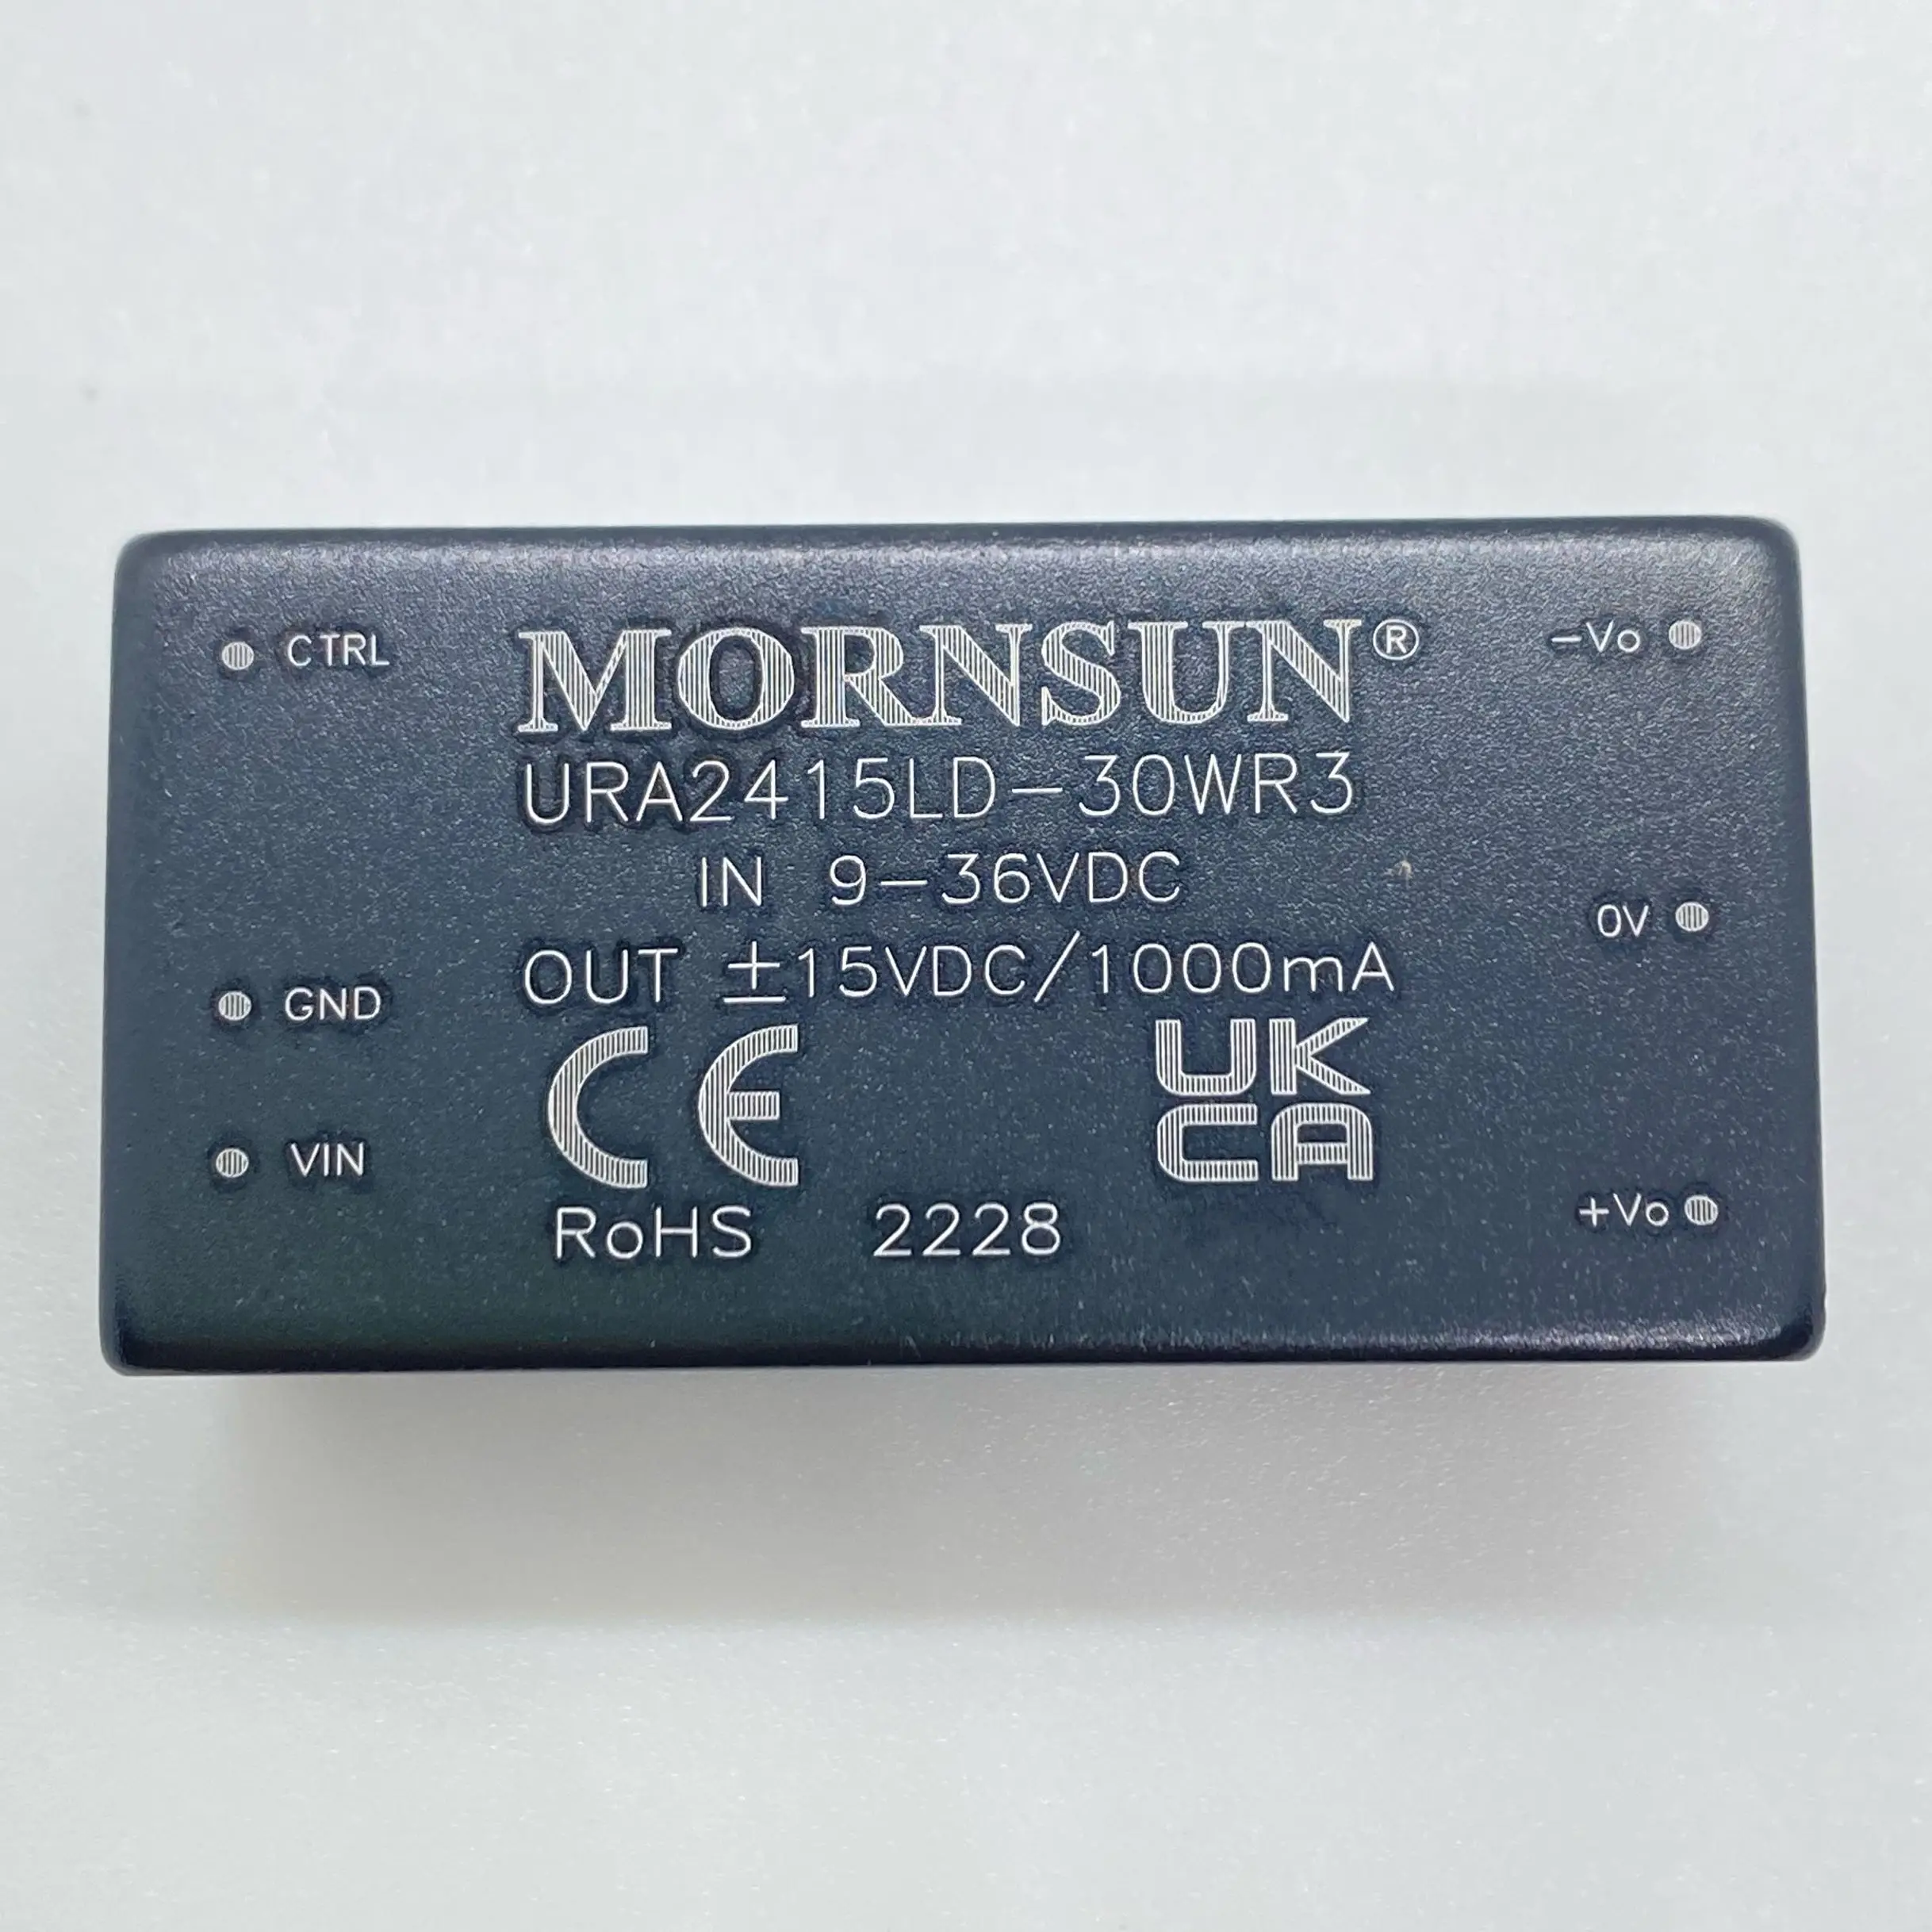 CTRL
MORNSUN®
-Vo
URA2415LD-30WR3
IN 9-36VDC
0V
OUT ±15VDC/1000mA
GND
CE
UK
CA
VIN
RoHS 2228
+Vo